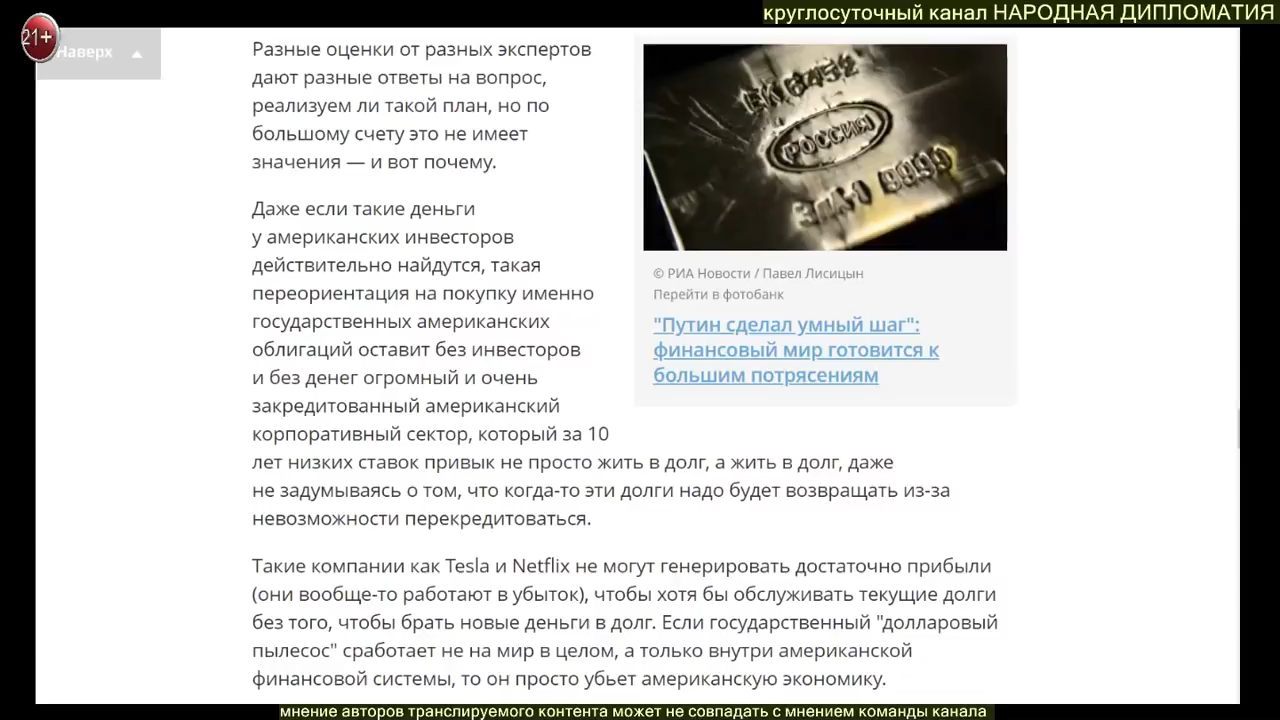 круглосуточный канал НАРОДНАЯ ДИПЛОМАТИЯ
21+
Наверх
Разные оценки от разных экспертов
дают разные ответы на вопрос,
реализуем ли такой план, но по
большому счету это не имеет
значения — и вот почему.
Даже если такие деньги
у американских инвесторов
действительно найдутся, такая
переориентация на покупку именно
государственных американских
облигаций оставит без инвесторов
и без денег огромный и очень
закредитованный американский
корпоративный сектор, который за 10
лет низких ставок привык не просто жить в долг, а жить в долг, даже
не задумываясь о том, что когда-то эти долги надо будет возвращать из-за
невозможности перекредитоваться.
ЕК6452
РОССИЯ
ЗЛ-0 9999
© РИА Новости / Павел Лисицын
Перейти в фотобанк
"Путин сделал умный шаг":
финансовый мир готовится к
большим потрясениям
Такие компании как Tesla и Netflix не могут генерировать достаточно прибыли
(они вообще-то работают в убыток), чтобы хотя бы обслуживать текущие долги
без того, чтобы брать новые деньги в долг. Если государственный "долларовый
пылесос" сработает не на мир в целом, а только внутри американской
финансовой системы, то он просто убьет американскую экономику.
мнение авторов транслируемого контента может не совпадать с мнением команды канала